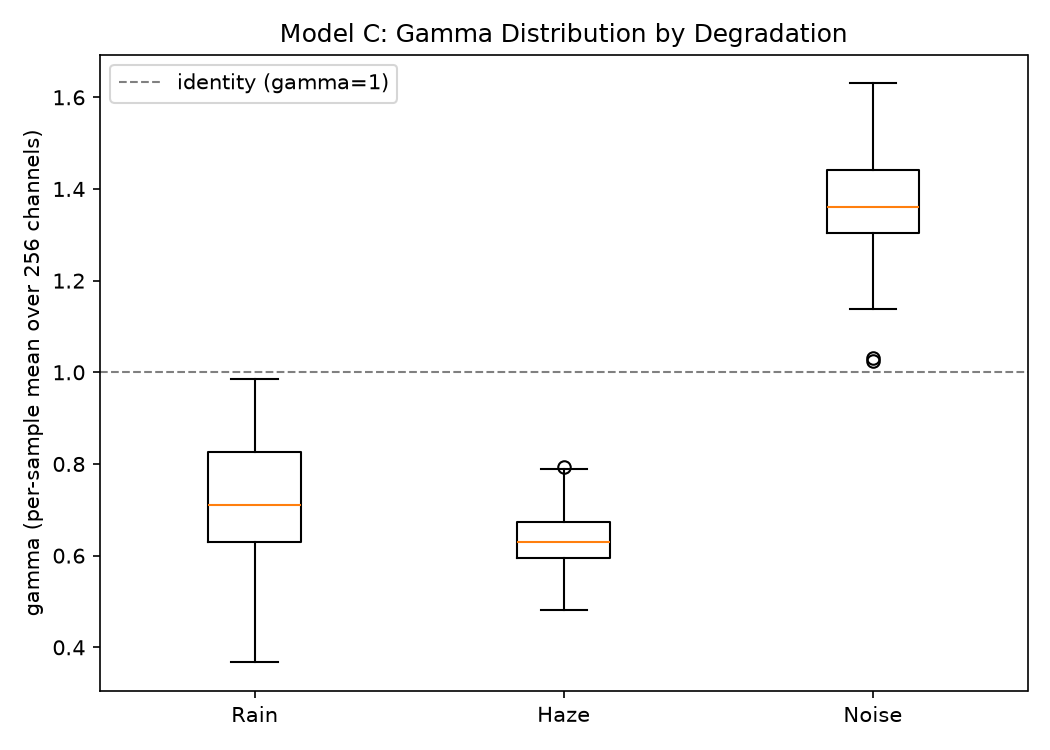 Model C: Gamma Distribution by Degradation
identity (gamma=1)
gamma (per-sample mean over 256 channels)
1.6
1.4
1.2
1.0
0.8
0.6
0.4
Rain Haze Noise